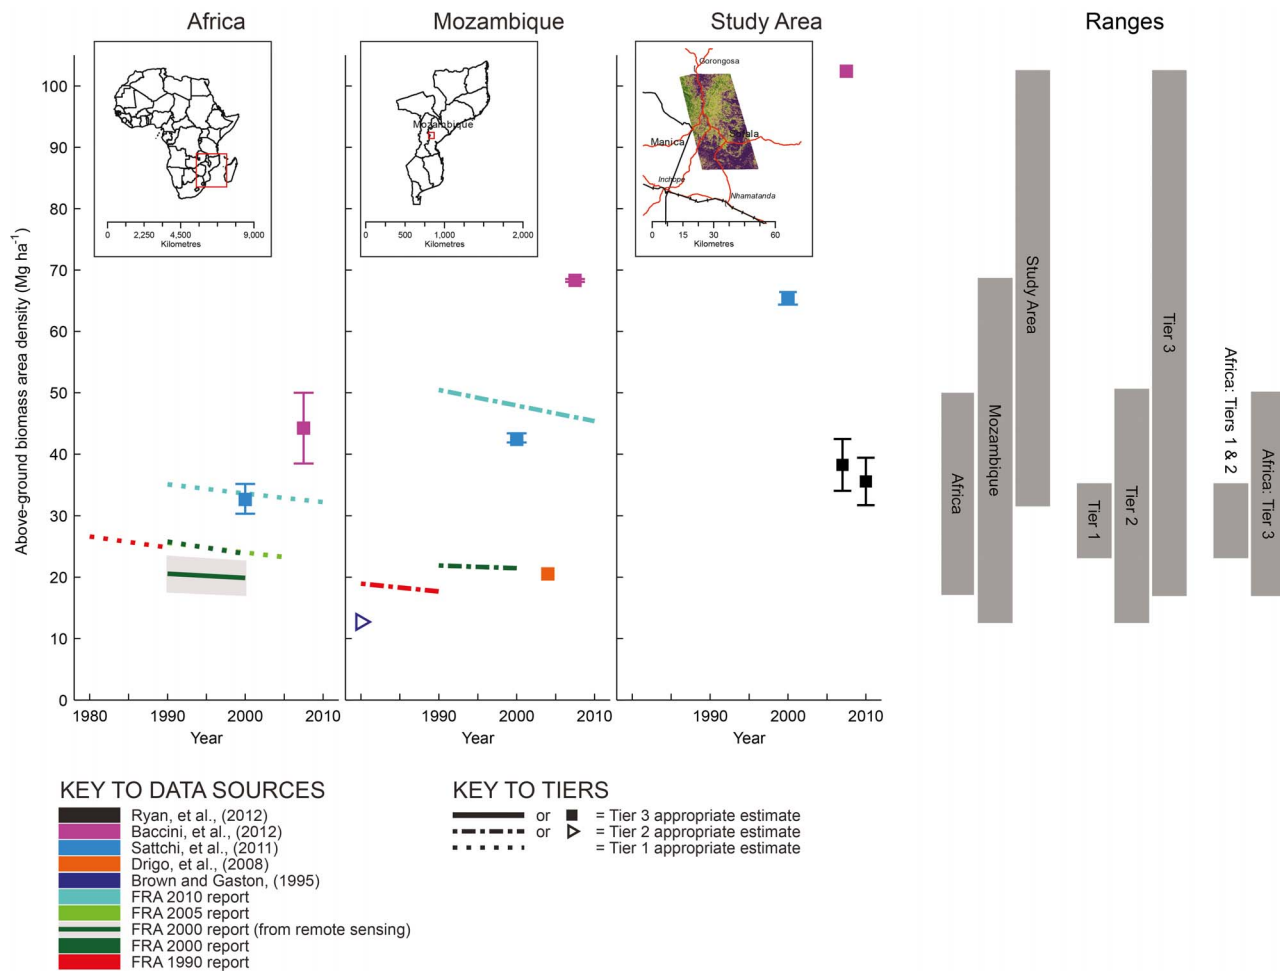 Africa
Mozambique
Study Area
Ranges
Above-ground biomass area density (Mg ha-1)
100
90
80
70
60
50
40
30
20
10
0
0 2,250 4,500 9,000
Kilometres
Mozambique
0 500 1,000 2,000
Kilometres
Gorongosa
Manica
Sofala
Inchope
Nhamatanda
0 15 30 60
Kilometres
1980 1990 2000 2010
Year
1990 2000 2010
Year
1990 2000 2010
Year
Africa
Mozambique
Study Area
Tier 1
Tier 2
Tier 3
Africa: Tiers 1 & 2
Africa: Tier 3
KEY TO DATA SOURCES
Ryan, et al., (2012)
Baccini, et al., (2012)
Sattchi, et al., (2011)
Drigo, et al., (2008)
Brown and Gaston, (1995)
FRA 2010 report
FRA 2005 report
FRA 2000 report (from remote sensing)
FRA 2000 report
FRA 1990 report
KEY TO TIERS
or = Tier 3 appropriate estimate
or = Tier 2 appropriate estimate
= Tier 1 appropriate estimate